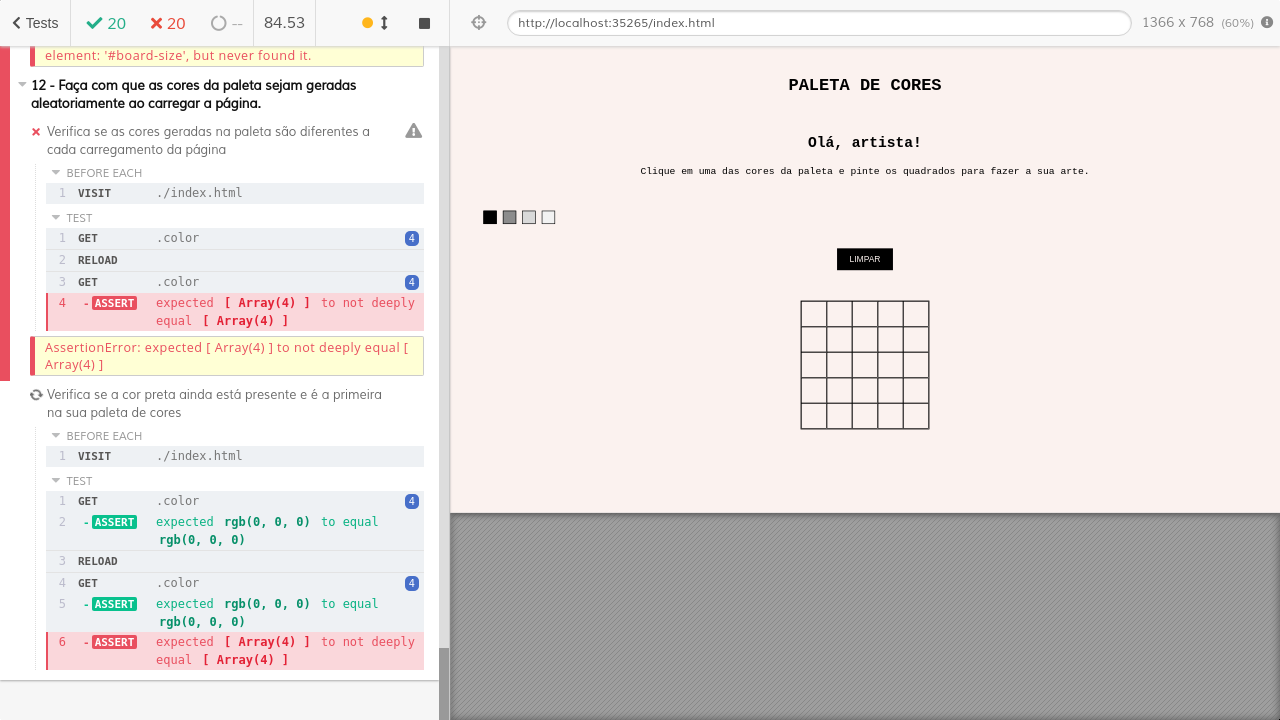 Tests 20 20 -- 84.53
http://localhost:35265/index.html 1366 x 768 (60%)
element: '#board-size', but never found it.
12 - Faça com que as cores da paleta sejam geradas
aleatoriamente ao carregar a página.
Verifica se as cores geradas na paleta são diferentes a
cada carregamento da página
BEFORE EACH
1 VISIT ./index.html
TEST
1 GET .color 4
2 RELOAD
3 GET .color 4
4 -ASSERT expected [ Array(4) ] to not deeply
equal [ Array(4) ]
AssertionError: expected [ Array(4) ] to not deeply equal [
Array(4) ]
Verifica se a cor preta ainda está presente e é a primeira
na sua paleta de cores
BEFORE EACH
1 VISIT ./index.html
TEST
1 GET .color 4
2 -ASSERT expected rgb(0, 0, 0) to equal
rgb(0, 0, 0)
3 RELOAD
4 GET .color 4
5 -ASSERT expected rgb(0, 0, 0) to equal
rgb(0, 0, 0)
6 -ASSERT expected [ Array(4) ] to not deeply
equal [ Array(4) ]
PALETA DE CORES
Olá, artista!
Clique em uma das cores da paleta e pinte os quadrados para fazer a sua arte.
LIMPAR